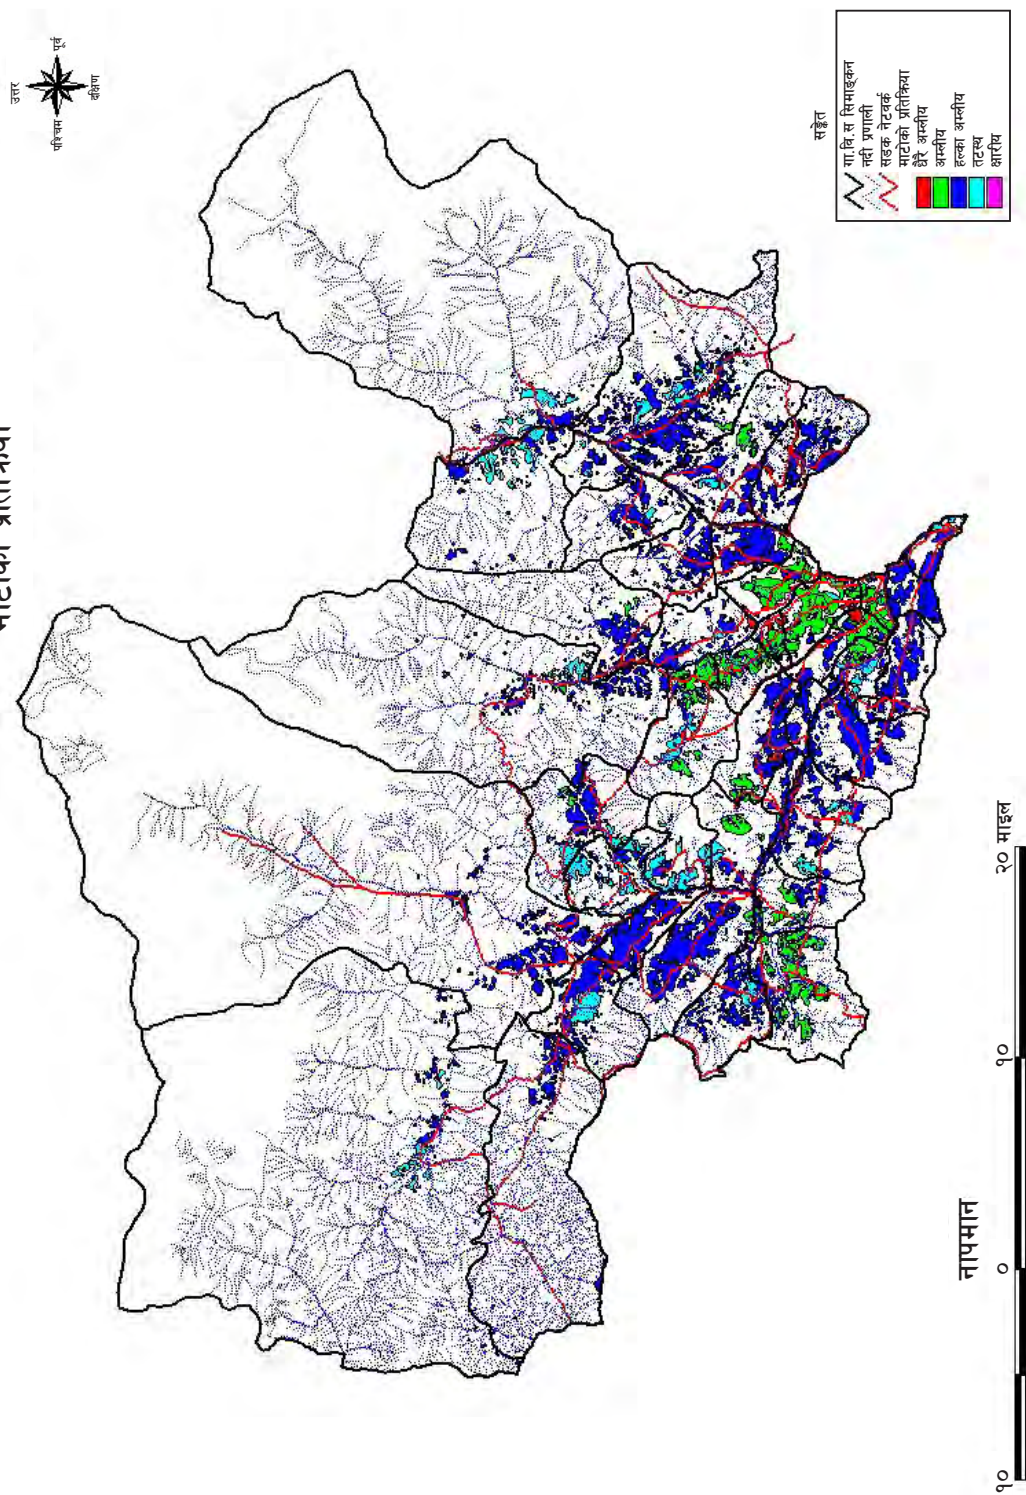 माटोको प्रतिक्रिया
उत्तर
पश्चिम
पूर्व
दक्षिण
सङ्केत
गा.वि.स सिमाङ्कन
नदी प्रणाली
सडक नेटवर्क
माटोको प्रतिक्रिया
धेरै अम्लीय
अम्लीय
हल्का अम्लीय
तटस्थ
क्षारीय
नापमान
१० ० १० २० माइल